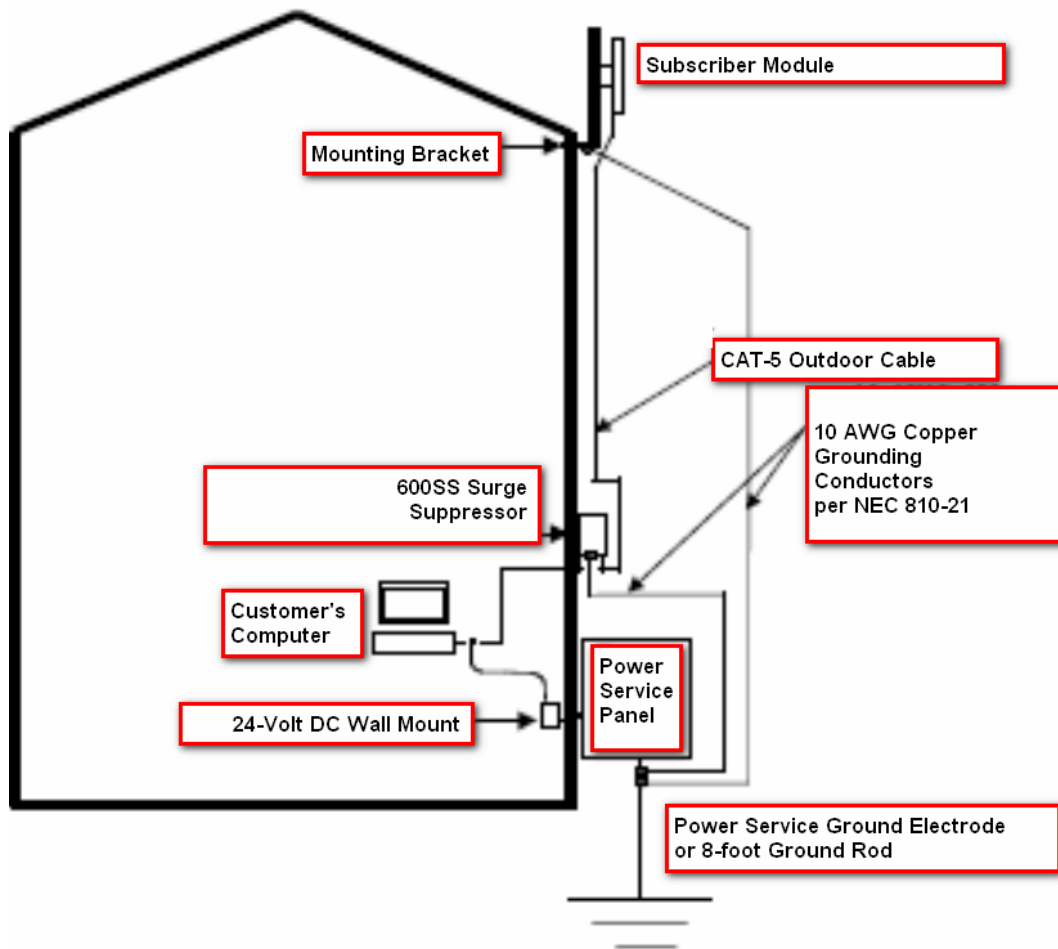 Subscriber Module
Mounting Bracket
CAT-5 Outdoor Cable
10 AWG Copper
Grounding
Conductors
per NEC 810-21
600SS Surge
Suppressor
Customer's
Computer
Power
Service
Panel
24-Volt DC Wall Mount
Power Service Ground Electrode
or 8-foot Ground Rod